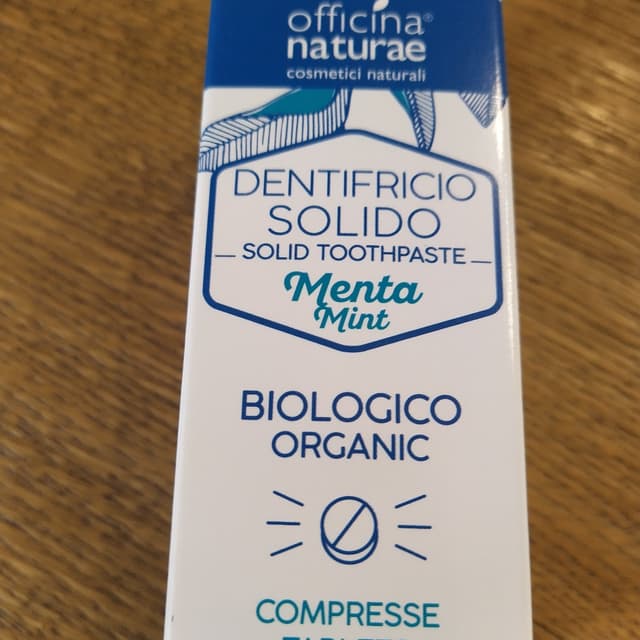 officina®
naturae
cosmetici naturali
DENTIFRICIO
SOLIDO
SOLID TOOTHPASTE
Menta
Mint
BIOLOGICO
ORGANIC
COMPRESSE